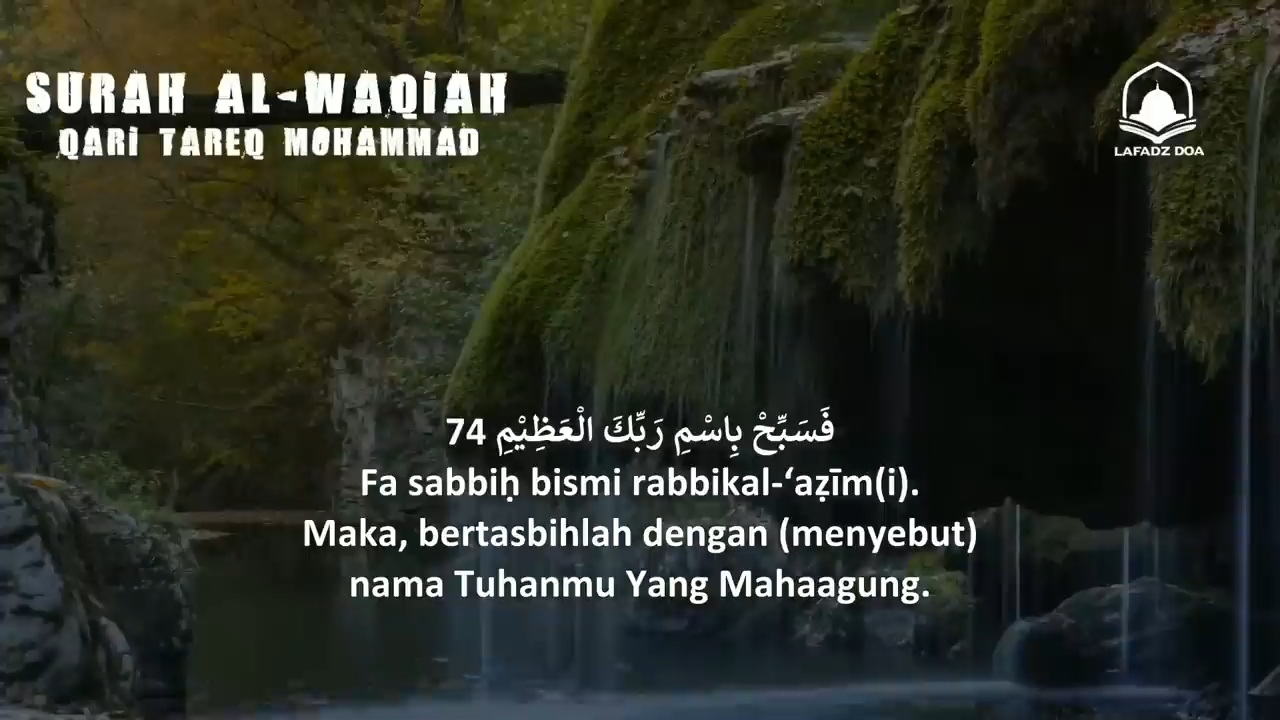 SURAH AL-WAQIAH
QARI TAREQ MOHAMMAD
LAFADZ DOA
فَسَبِّحْ بِاسْمِ رَبِّكَ الْعَظِيْمِ 74
Fa sabbiḥ bismi rabbikal-‘aẓīm(i).
Maka, bertasbihlah dengan (menyebut)
nama Tuhanmu Yang Mahaagung.